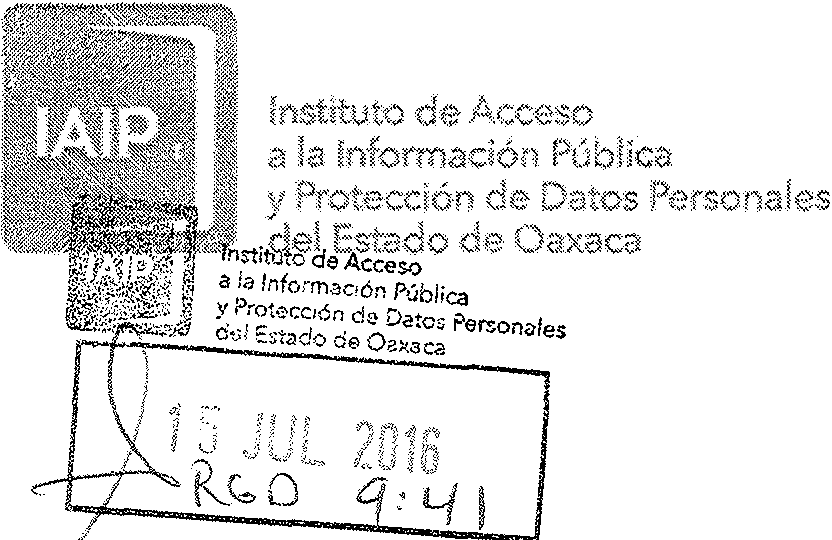 IAIP
Instituto de Acceso
a la Información Pública
y Protección de Datos Personales
del Estado de Oaxaca
IAIP
Instituto de Acceso
a la Información Pública
y Protección de Datos Personales
del Estado de Oaxaca
15 JUL 2016
RGD 9:41